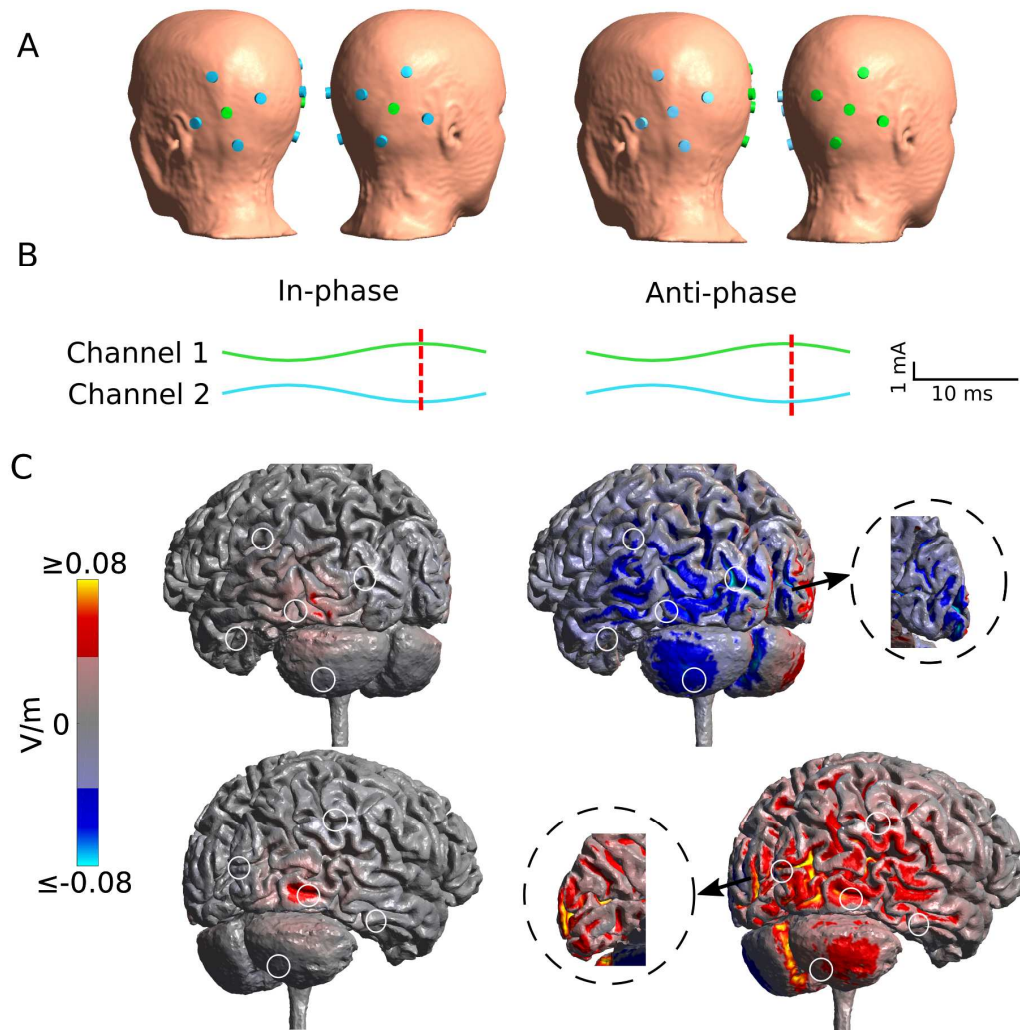 A
B
In-phase
Anti-phase
Channel 1
Channel 2
1 mA
10 ms
C
≥0.08
V/m
0
≤-0.08